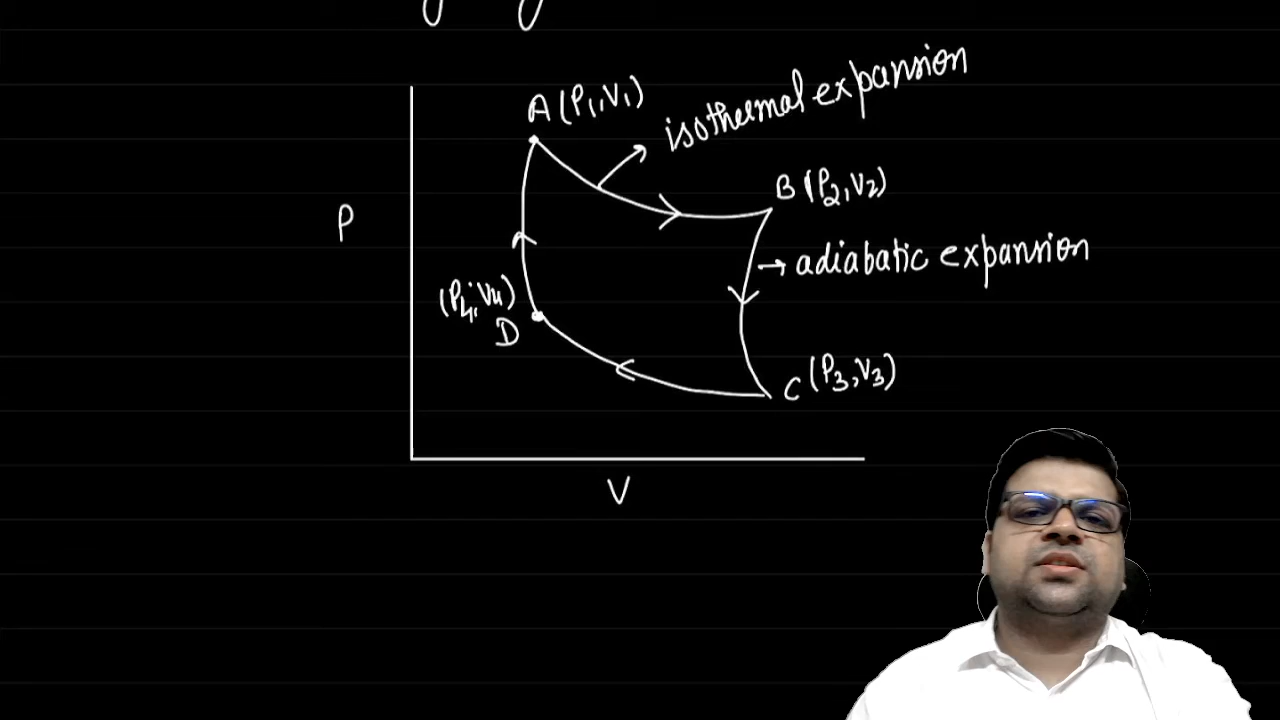 A (P1, V1)
isothermal expansion
B (P2, V2)
P
→ adiabatic expansion
(P4, V4)
D
C (P3, V3)
V